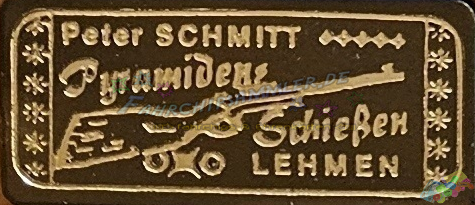 Peter SCHMITT
Pyramiden
Schießen
LEHMEN